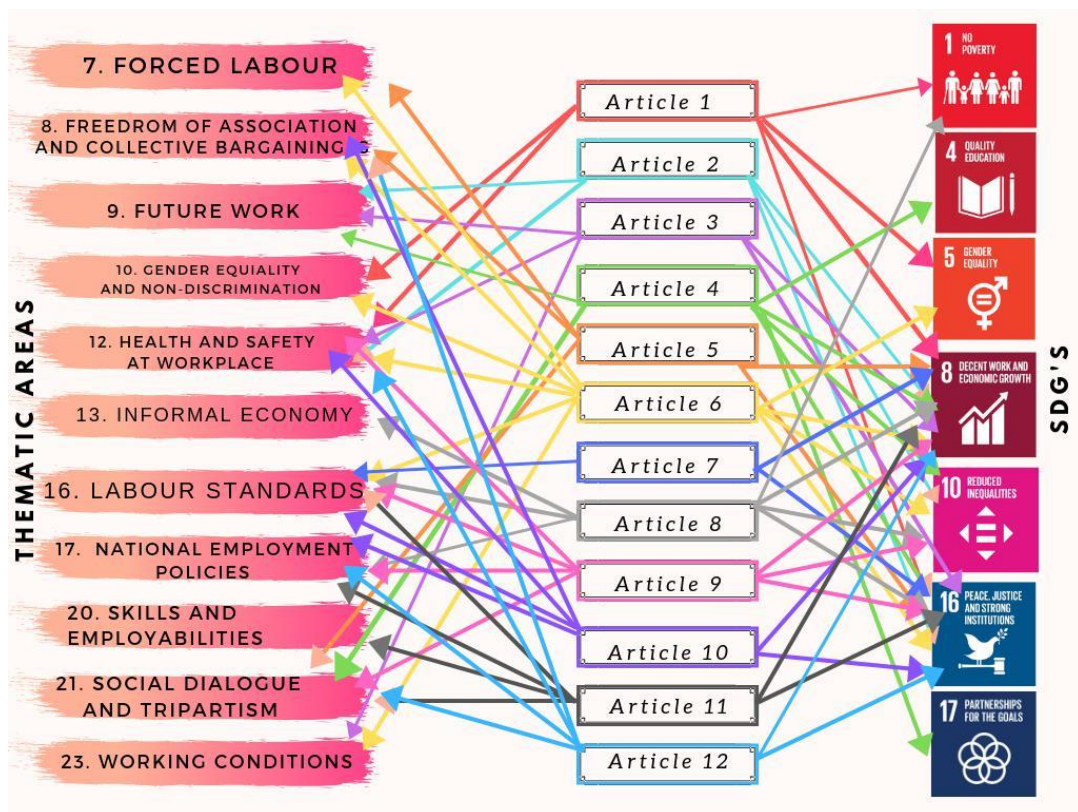 THEMATIC AREAS
7. FORCED LABOUR
8. FREEDROM OF ASSOCIATION
AND COLLECTIVE BARGAININGS
9. FUTURE WORK
10. GENDER EQUIALITY
AND NON-DISCRIMINATION
12. HEALTH AND SAFETY
AT WORKPLACE
13. INFORMAL ECONOMY
16. LABOUR STANDARDS
17. NATIONAL EMPLOYMENT
POLICIES
20. SKILLS AND
EMPLOYABILITIES
21. SOCIAL DIALOGUE
AND TRIPARTISM
23. WORKING CONDITIONS
Article 1
Article 2
Article 3
Article 4
Article 5
Article 6
Article 7
Article 8
Article 9
Article 10
Article 11
Article 12
1 NO
POVERTY
4 QUALITY
EDUCATION
5 GENDER
EQUALITY
8 DECENT WORK AND
ECONOMIC GROWTH
10 REDUCED
INEQUALITIES
16 PEACE, JUSTICE
AND STRONG
INSTITUTIONS
17 PARTNERSHIPS
FOR THE GOALS
SDG'S